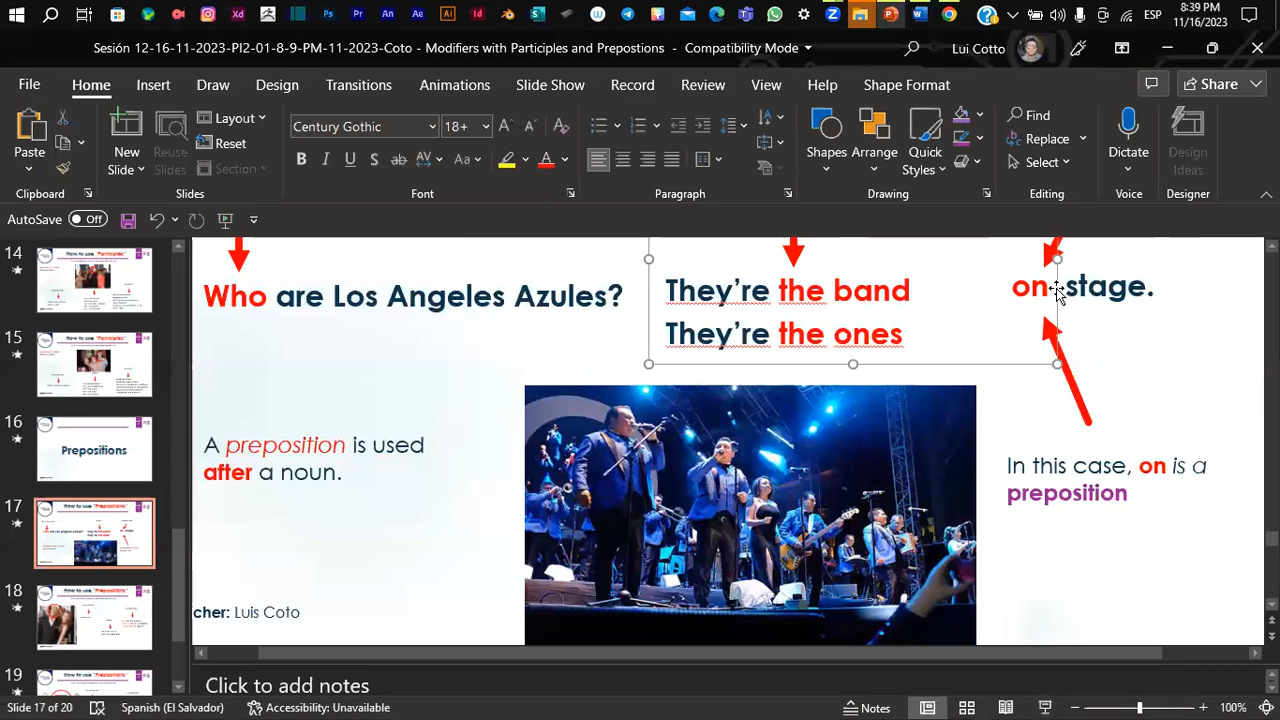 8:39 PM
ESP
11/16/2023
Sesión 12-16-11-2023-PI2-01-8-9-PM-11-2023-Coto - Modifiers with Participles and Prepostions - Compatibility Mode
Lui Cotto
File Home Insert Draw Design Transitions Animations Slide Show Record Review View Help Shape Format Share
Paste
New Slide
Reuse Slides
Layout
Reset
Section
Century Gothic 18+
Shapes Arrange Quick Styles
Find
Replace
Select
Dictate
Design Ideas
Clipboard Slides Font Paragraph Drawing Editing Voice Designer
AutoSave Off
14
15
16
Prepositions
17
18
19
Who are Los Angeles Azules?
They're the band
They're the ones
on stage.
A preposition is used
after a noun.
In this case, on is a
preposition
cher: Luis Coto
Click to add notes
Slide 17 of 20 Spanish (El Salvador) Accessibility: Unavailable Notes 100%